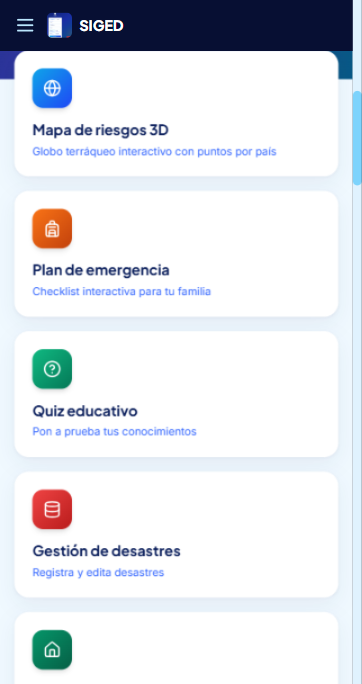 SIGED
Mapa de riesgos 3D
Globo terráqueo interactivo con puntos por país
Plan de emergencia
Checklist interactiva para tu familia
Quiz educativo
Pon a prueba tus conocimientos
Gestión de desastres
Registra y edita desastres